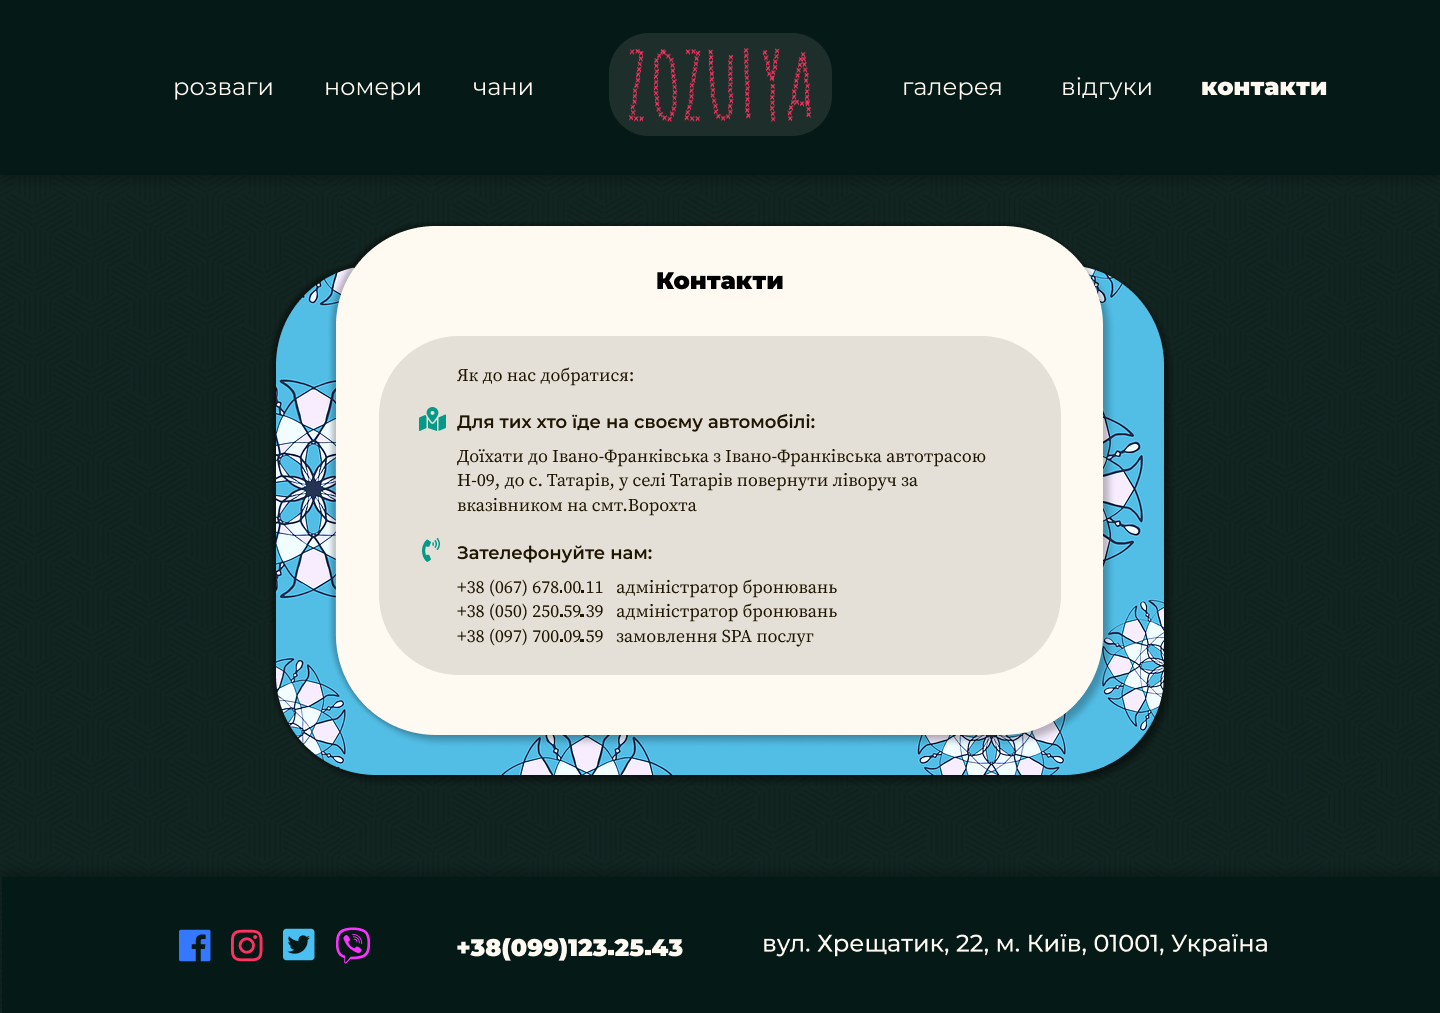 розваги номери чани ZOZULYA галерея відгуки контакти
Контакти
Як до нас добратися:
Для тих хто їде на своєму автомобілі:
Доїхати до Івано-Франківська з Івано-Франківська автотрасою
Н-09, до с. Татарів, у селі Татарів повернути ліворуч за
вказівником на смт.Ворохта
Зателефонуйте нам:
+38 (067) 678.00.11 адміністратор бронювань
+38 (050) 250.59.39 адміністратор бронювань
+38 (097) 700.09.59 замовлення SPA послуг
+38(099)123.25.43 вул. Хрещатик, 22, м. Київ, 01001, Україна